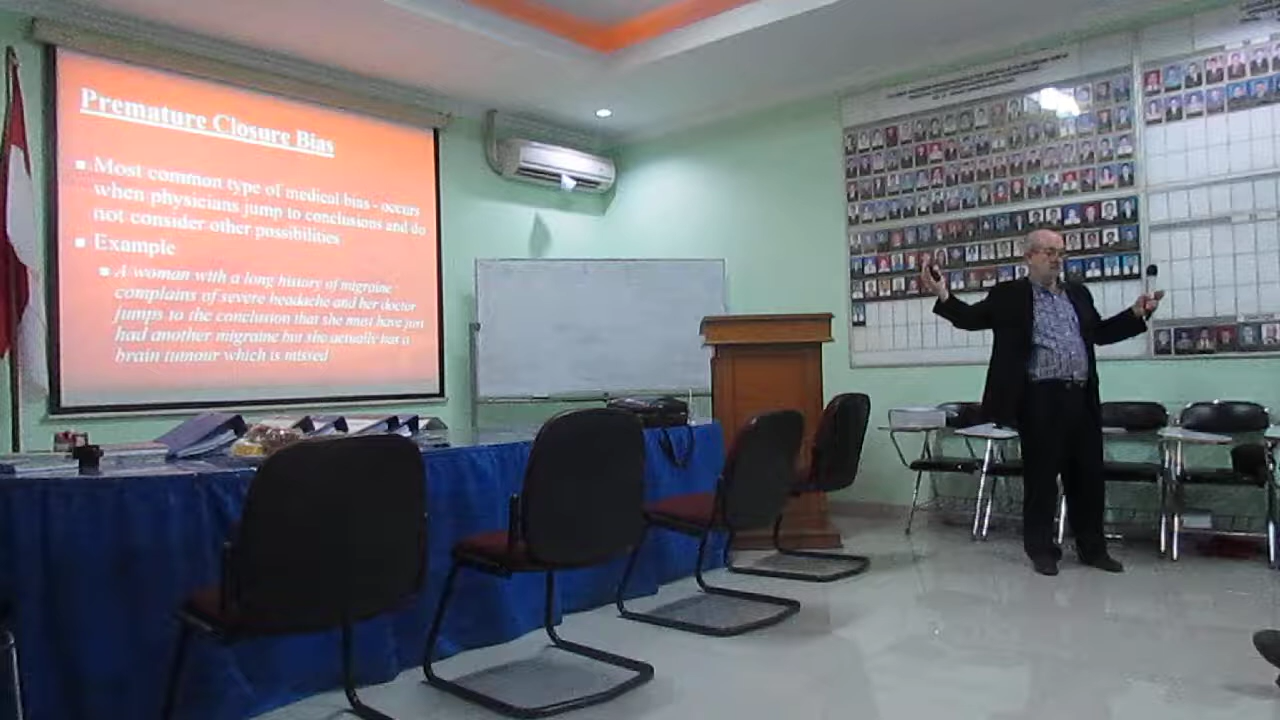 Premature Closure Bias
Most common type of medical bias - occurs
when physicians jump to conclusions and do
not consider other possibilities
Example
A woman with a long history of migraine
complains of severe headache and her doctor
jumps to the conclusion that she must have just
had another migraine but she actually has a
brain tumour which is missed